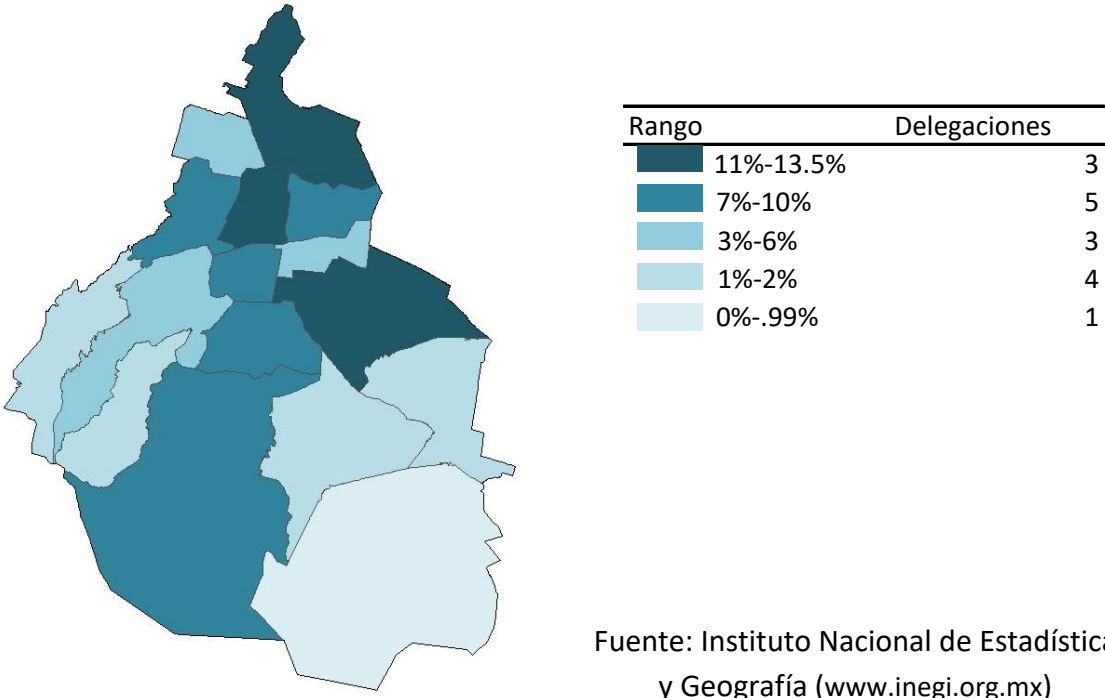 Rango Delegaciones
11%-13.5% 3
7%-10% 5
3%-6% 3
1%-2% 4
0%-.99% 1
Fuente: Instituto Nacional de Estadística
y Geografía (www.inegi.org.mx)